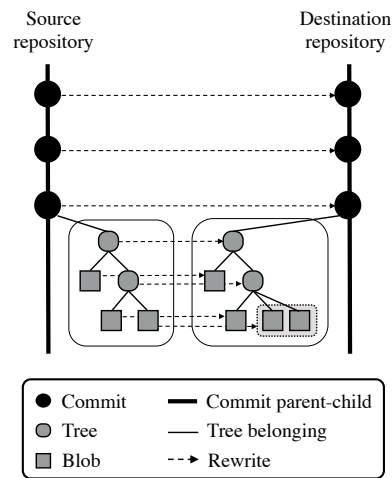 Source
repository
Destination
repository
Commit
Commit parent-child
Tree
Tree belonging
Blob
Rewrite